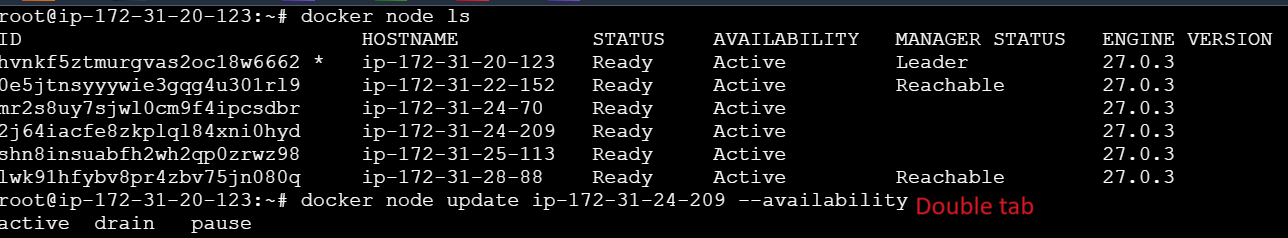 root@ip-172-31-20-123:~# docker node ls
ID HOSTNAME STATUS AVAILABILITY MANAGER STATUS ENGINE VERSION
hvnkf5ztmurgvas2oc18w6662 * ip-172-31-20-123 Ready Active Leader 27.0.3
0e5jtnsyyywie3gqg4u301rl9 ip-172-31-22-152 Ready Active Reachable 27.0.3
mr2s8uy7sjwl0cm9f4ipcsdbr ip-172-31-24-70 Ready Active 27.0.3
2j64iacfe8zkplql84xni0hyd ip-172-31-24-209 Ready Active 27.0.3
shn8insuabfh2wh2qp0zrwz98 ip-172-31-25-113 Ready Active 27.0.3
lwk91hfybv8pr4zbv75jn080q ip-172-31-28-88 Ready Active Reachable 27.0.3
root@ip-172-31-20-123:~# docker node update ip-172-31-24-209 --availability Double tab
active drain pause